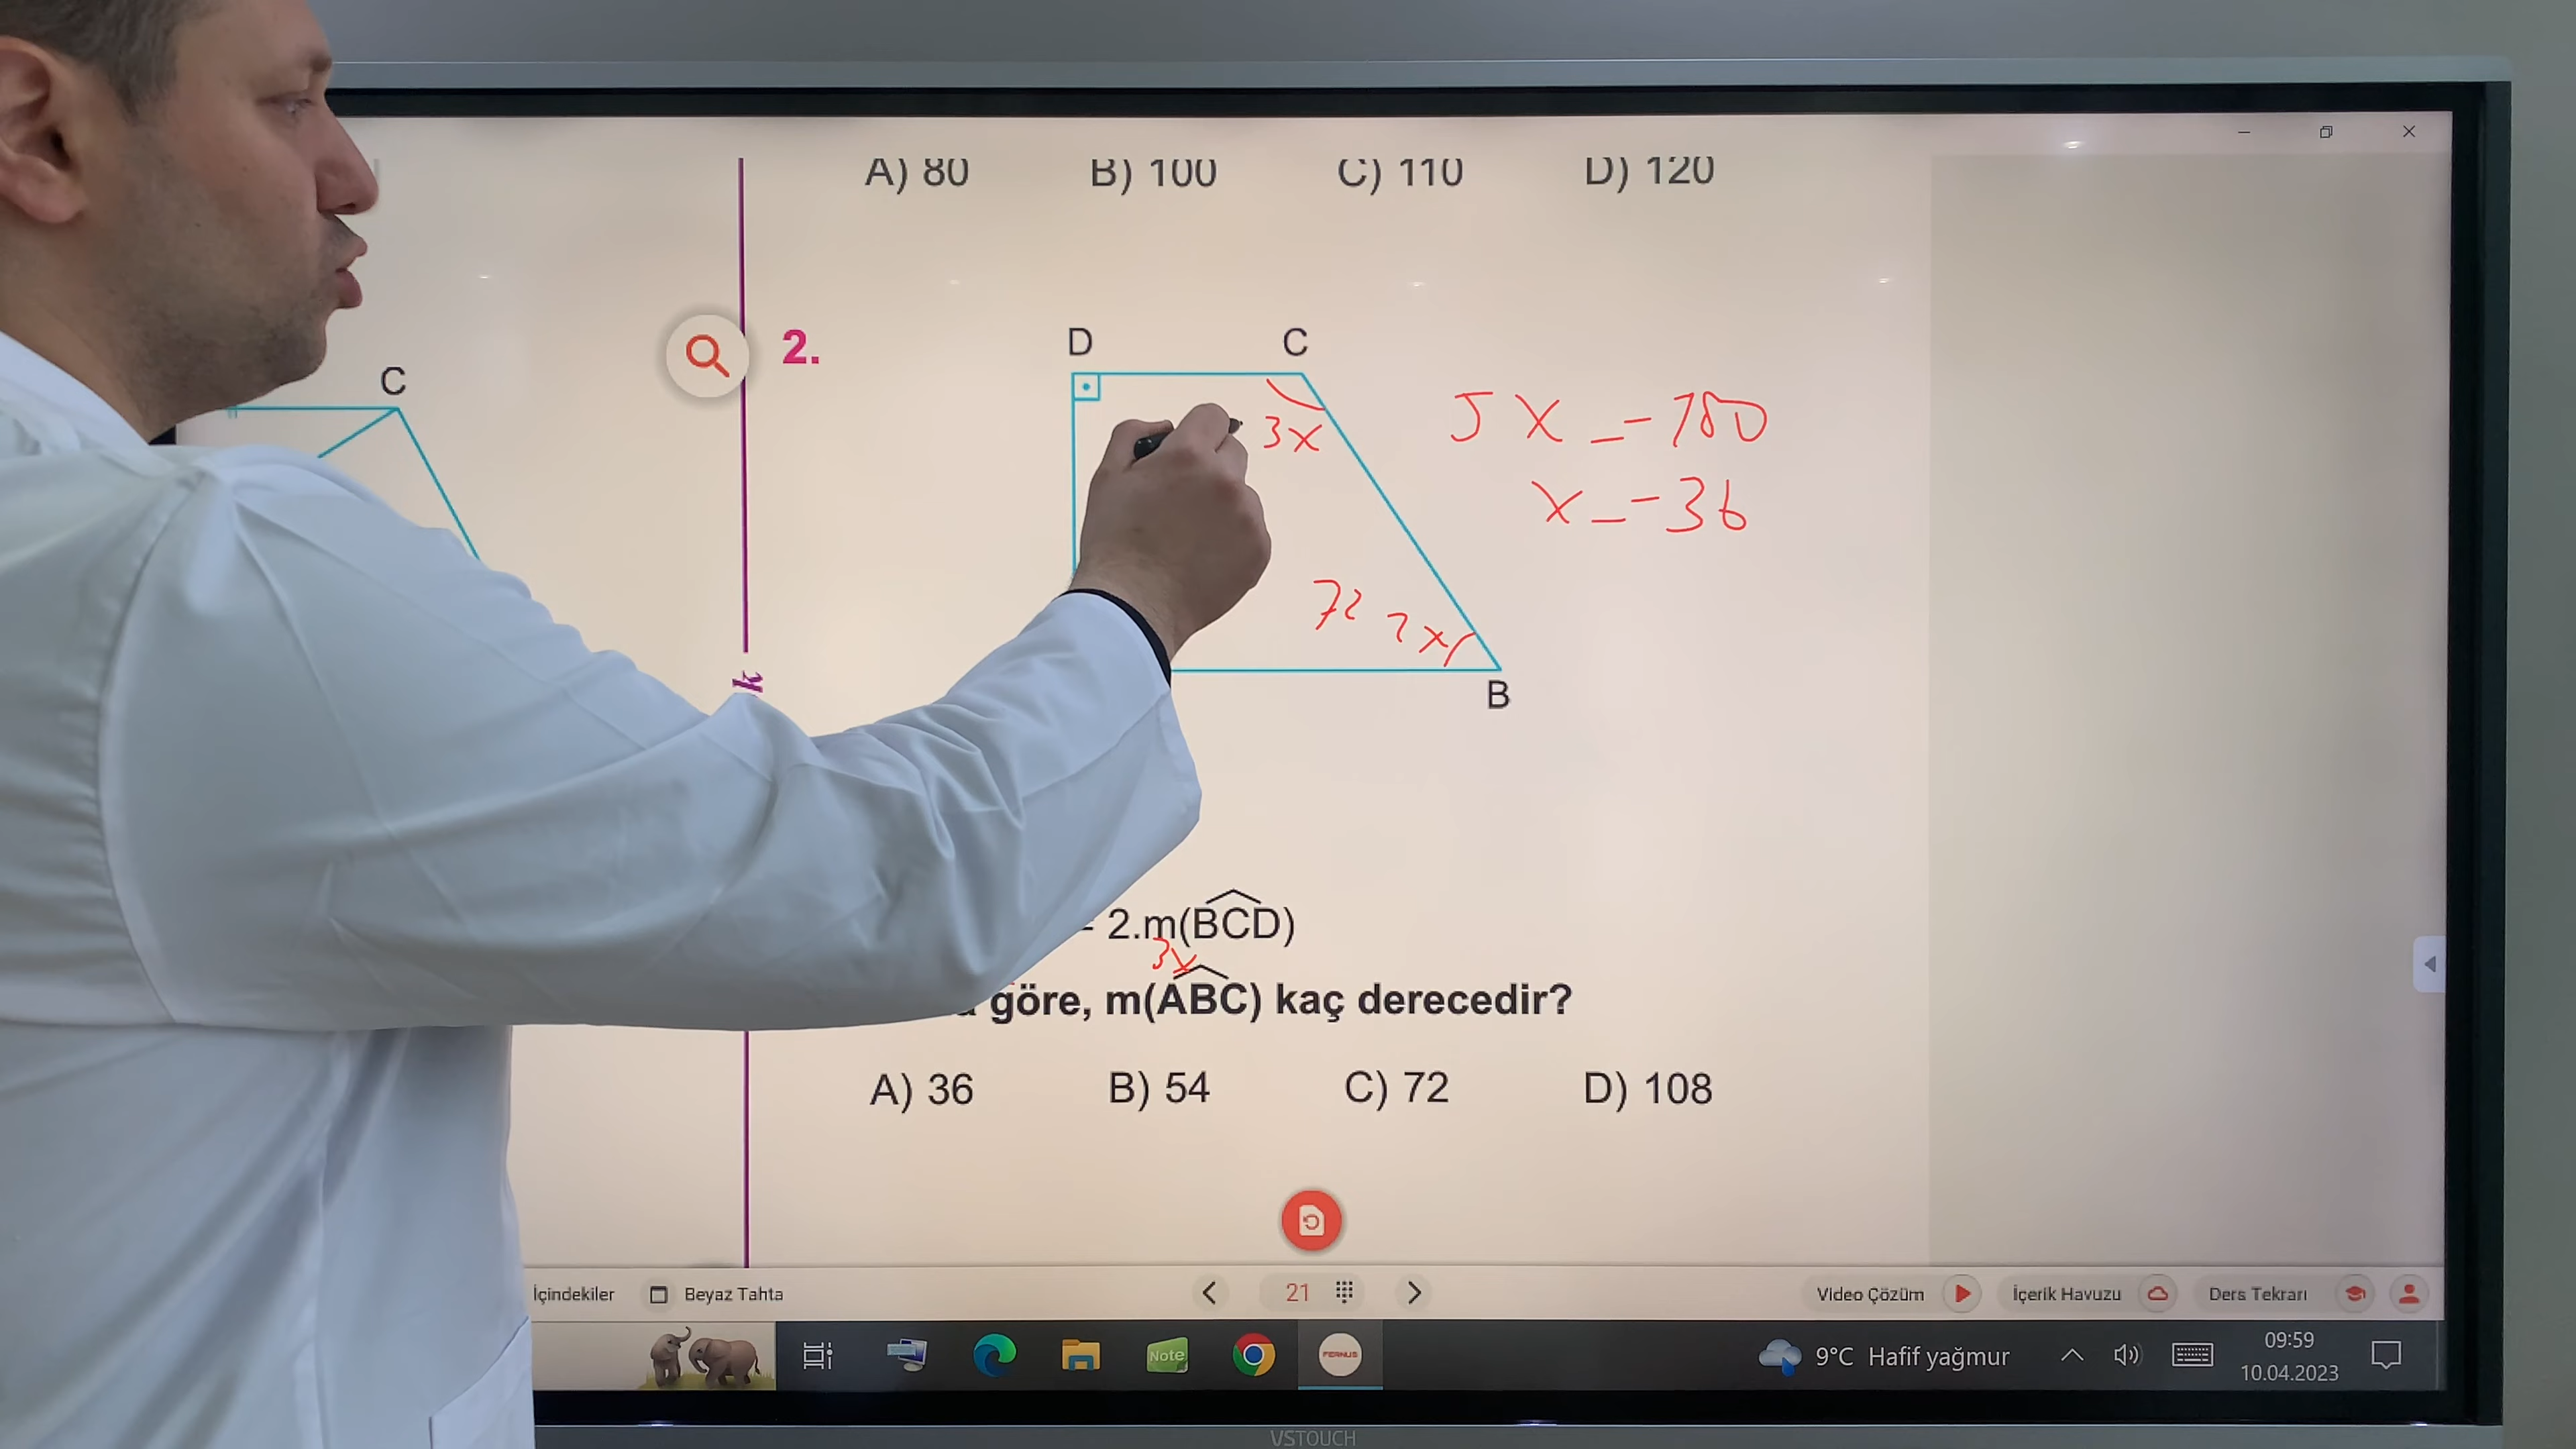 A) 80 B) 100 C) 110 D) 120
C
2.
D C
3x
5x = 180
x = 36
72 2x
B
k
2.m(BCD)
3x
göre, m(ABC) kaç derecedir?
A) 36 B) 54 C) 72 D) 108
İçindekiler Beyaz Tahta 21 Video Çözüm İçerik Havuzu Ders Tekrarı
Note FERNUS 9°C Hafif yağmur 09:59
10.04.2023
VSTOUCH